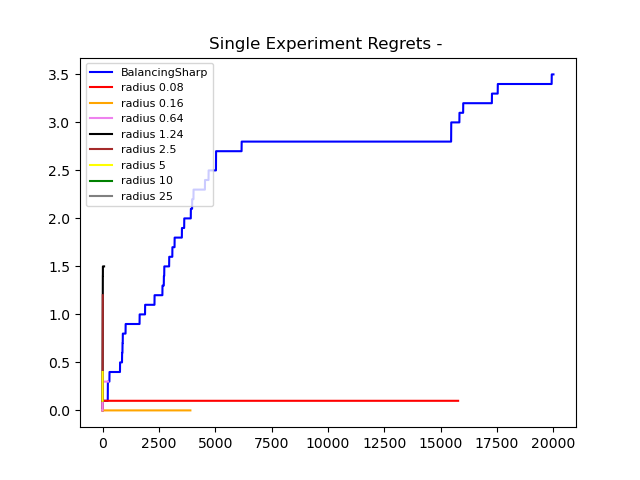 Single Experiment Regrets -
3.5
3.0
2.5
2.0
1.5
1.0
0.5
0.0
BalancingSharp
radius 0.08
radius 0.16
radius 0.64
radius 1.24
radius 2.5
radius 5
radius 10
radius 25
0 2500 5000 7500 10000 12500 15000 17500 20000